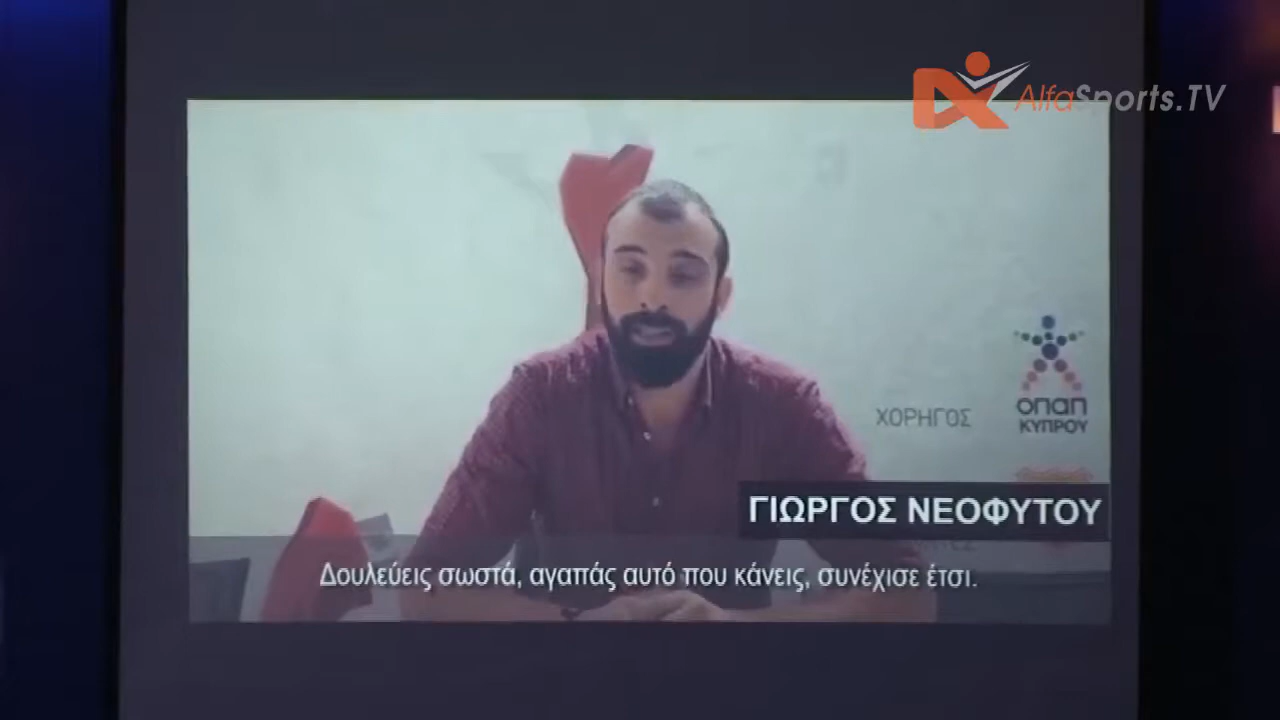 AlfaSports.TV
ΧΟΡΗΓΟΣ
οπαπ
ΚΥΠΡΟΥ
ΓΙΩΡΓΟΣ ΝΕΟΦΥΤΟΥ
Δουλεύεις σωστά, αγαπάς αυτό που κάνεις, συνέχισε έτσι.